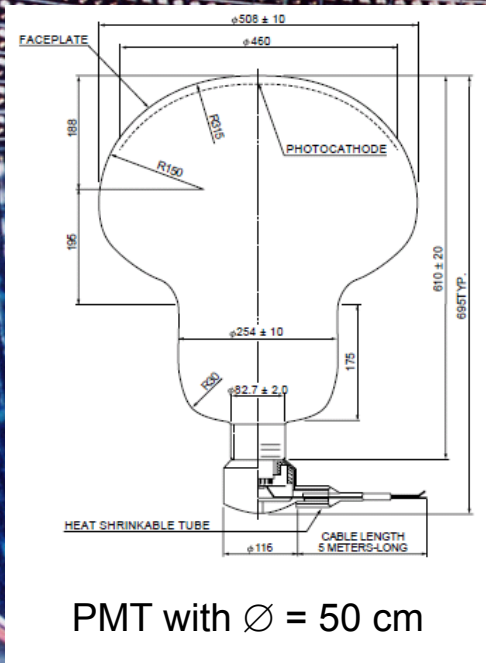 φ508 ± 10
φ460
FACEPLATE
188
R315
PHOTOCATHODE
R150
195
610 ± 20
695TYP.
φ254 ± 10
175
R30
φ82.7 ± 2.0
HEAT SHRINKABLE TUBE
CABLE LENGTH
5 METERS-LONG
φ116
PMT with ∅ = 50 cm